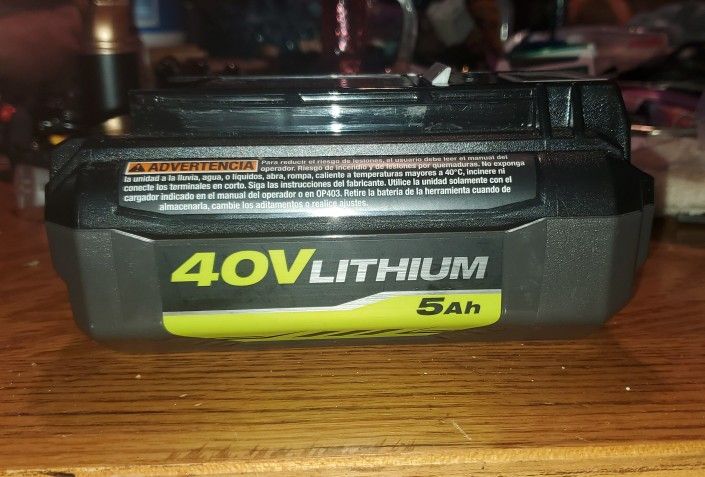 ADVERTENCIA Para reducir el riesgo de lesiones, el usuario debe leer el manual del
operador. Riesgo de incendio y de lesiones por quemaduras. No exponga
la unidad a la lluvia, agua, o líquidos, abra, rompa, caliente a temperaturas mayores a 40°C, incinere ni
conecte los terminales en corto. Siga las instrucciones del fabricante. Utilice la unidad solamente con el
cargador indicado en el manual del operador o en OP403. Retire la batería de la herramienta cuando de
almacenarla, cambie los aditamentos o realice ajustes.
40V LITHIUM
5Ah